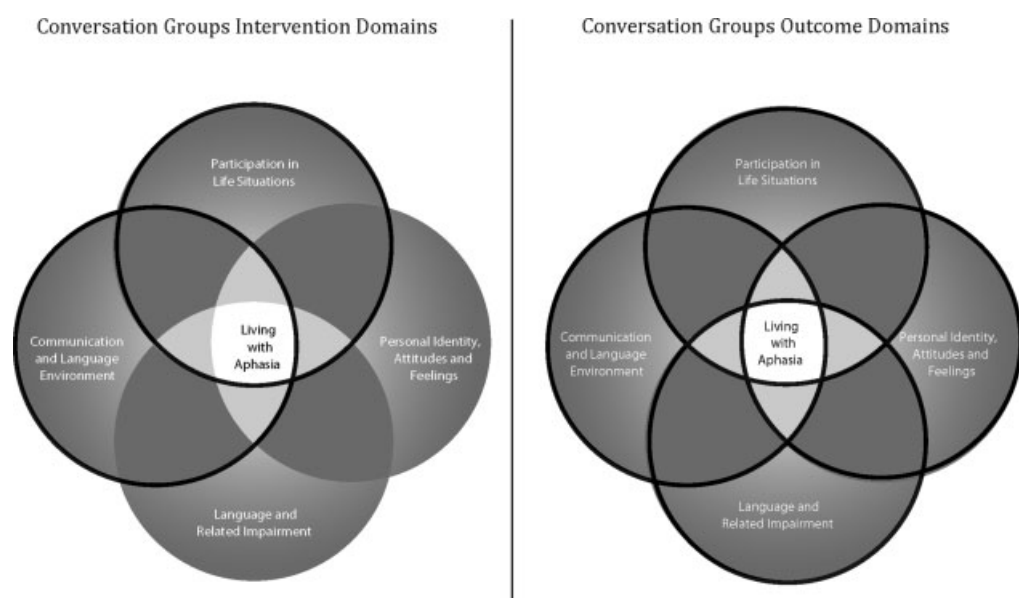 Conversation Groups Intervention Domains
Participation in
Life Situations
Communication
and Language
Environment
Living
with
Aphasia
Personal Identity,
Attitudes and
Feelings
Language and
Related Impairment
Conversation Groups Outcome Domains
Participation in
Life Situations
Communication
and Language
Environment
Living
with
Aphasia
Personal Identity,
Attitudes and
Feelings
Language and
Related Impairment